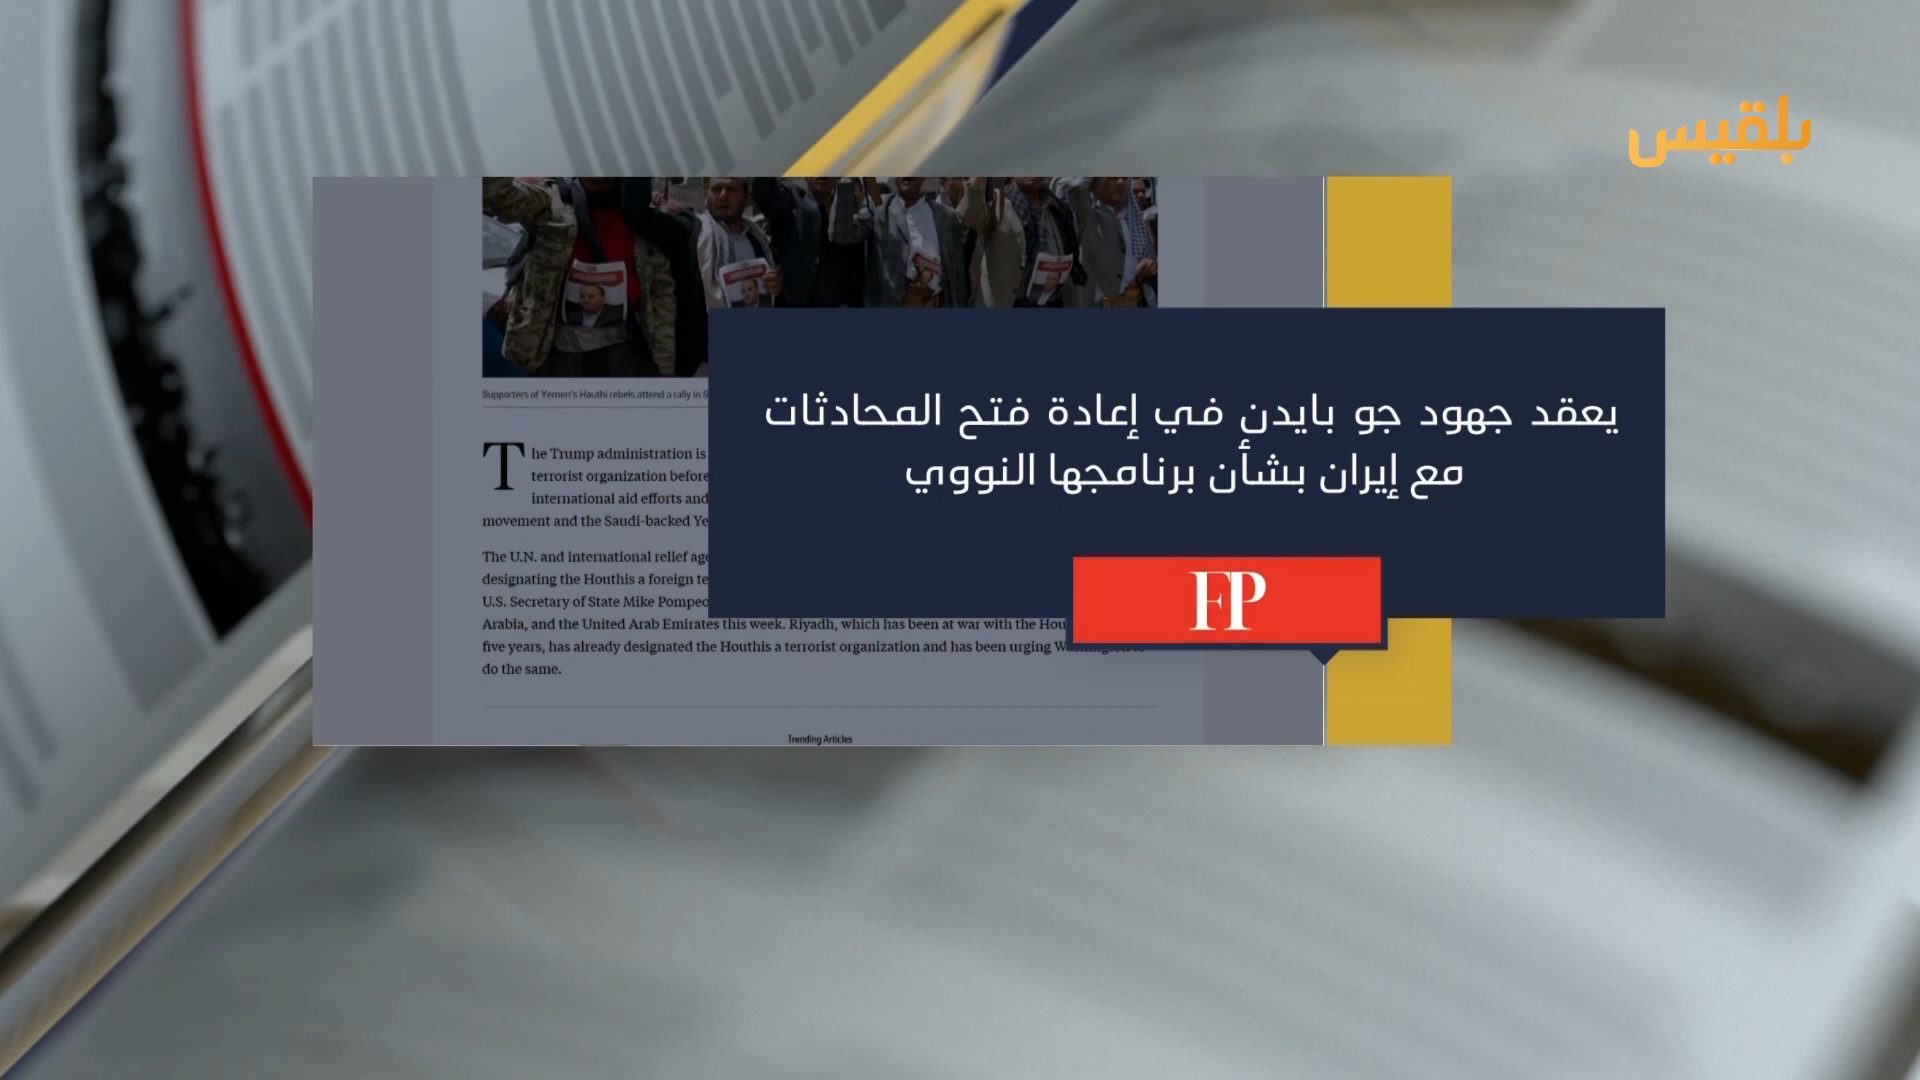 بلقيس
يعقد جهود جو بايدن في إعادة فتح المحادثات
مع إيران بشأن برنامجها النووي
FP
Supporters of Yemen's Houthi rebels attend a rally in S
The Trump administration is
terrorist organization before
international aid efforts and
movement and the Saudi-backed Ye
The U.N. and international relief age
designating the Houthis a foreign te
U.S. Secretary of State Mike Pompeo
Arabia, and the United Arab Emirates this week. Riyadh, which has been at war with the Hou
five years, has already designated the Houthis a terrorist organization and has been urging
do the same.
Trending Articles